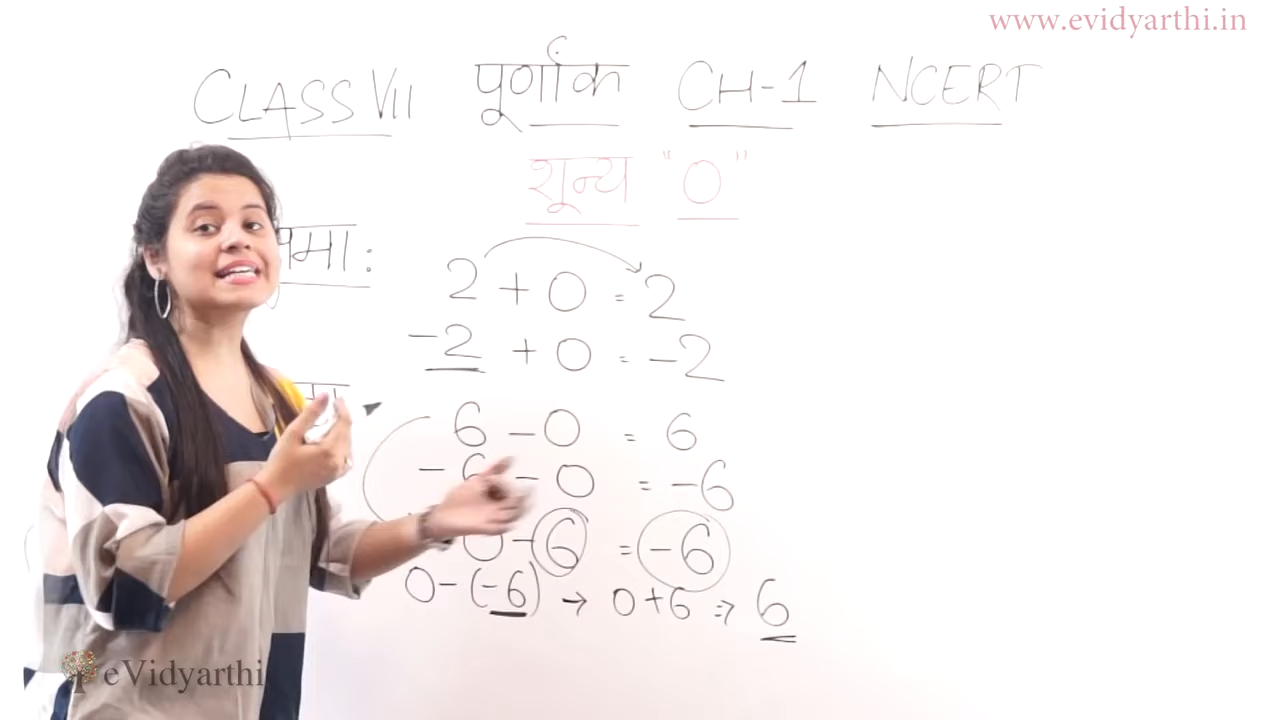 www.evidyarthi.in
CLASS VII पूर्णांक CH-1 NCERT
शून्य "0"
2 + 0 = 2
-2 + 0 = -2
6 - 0 = 6
- 6 - 0 = -6
0 - 6 = -6
0 - (-6) → 0 + 6 ⇒ 6
eVidyarthi